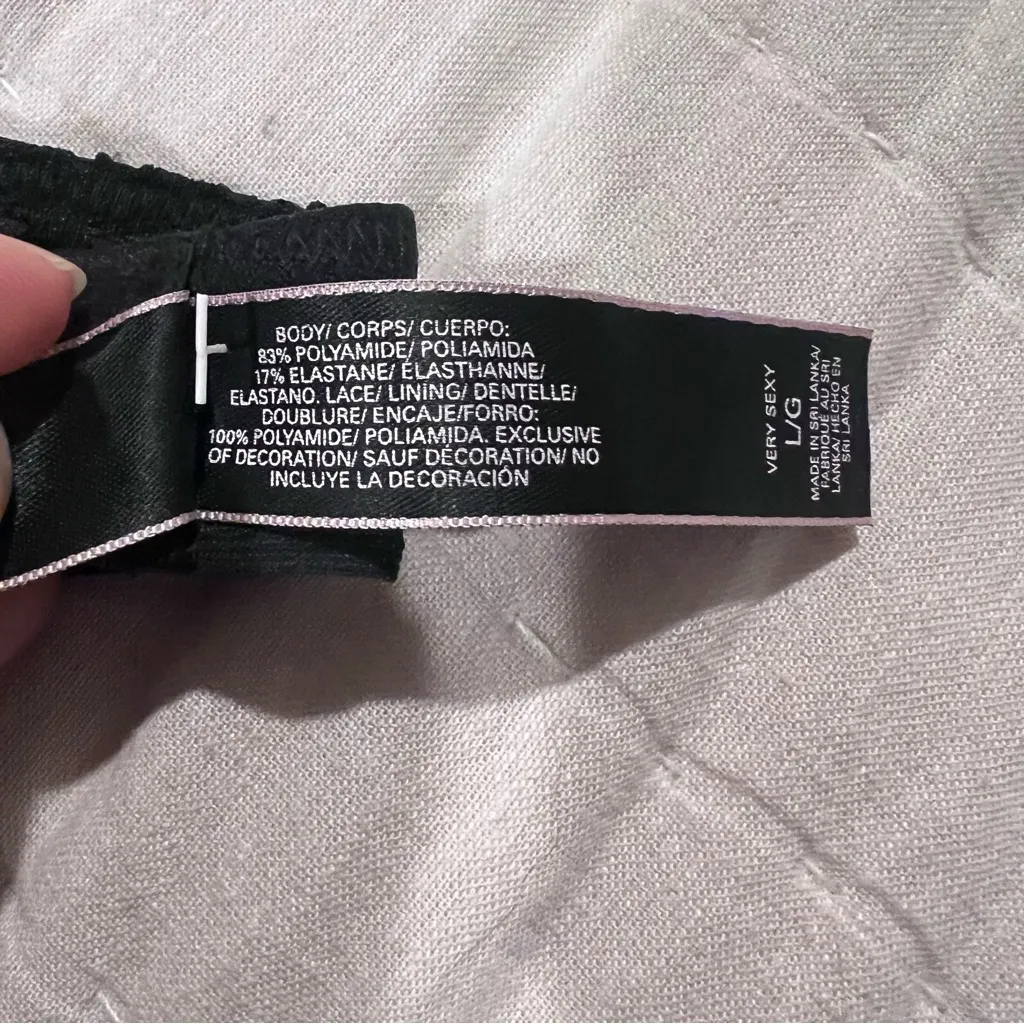 BODY/ CORPS/ CUERPO:
83% POLYAMIDE/ POLIAMIDA
17% ELASTANE/ ÉLASTHANNE/
ELASTANO. LACE/ LINING/ DENTELLE/
DOUBLURE/ ENCAJE/FORRO:
100% POLYAMIDE/ POLIAMIDA. EXCLUSIVE
OF DECORATION/ SAUF DÉCORATION/ NO
INCLUYE LA DECORACIÓN
VERY SEXY
L/G
MADE IN SRI LANKA/
FABRIQUÉ AU SRI
LANKA/ HECHO EN
SRI LANKA